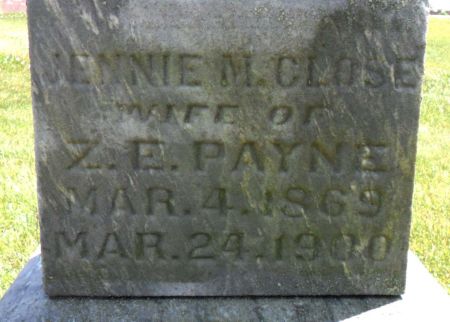 JENNIE M. CLOSE
WIFE OF
Z. E. PAYNE
MAR. 4. 1869
MAR. 24. 1900